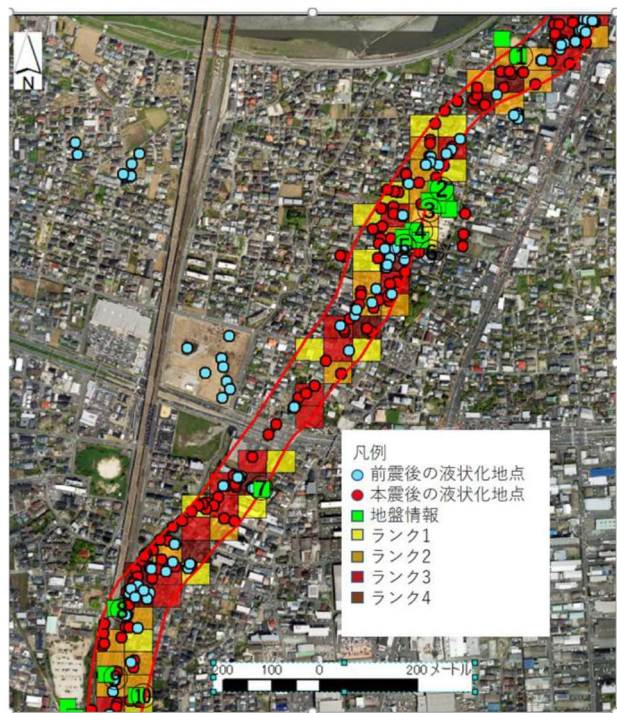 N
1
2
3
4
5
6
7
8
9
10
凡例
前震後の液状化地点
本震後の液状化地点
地盤情報
ランク1
ランク2
ランク3
ランク4
200 100 0 200 メートル